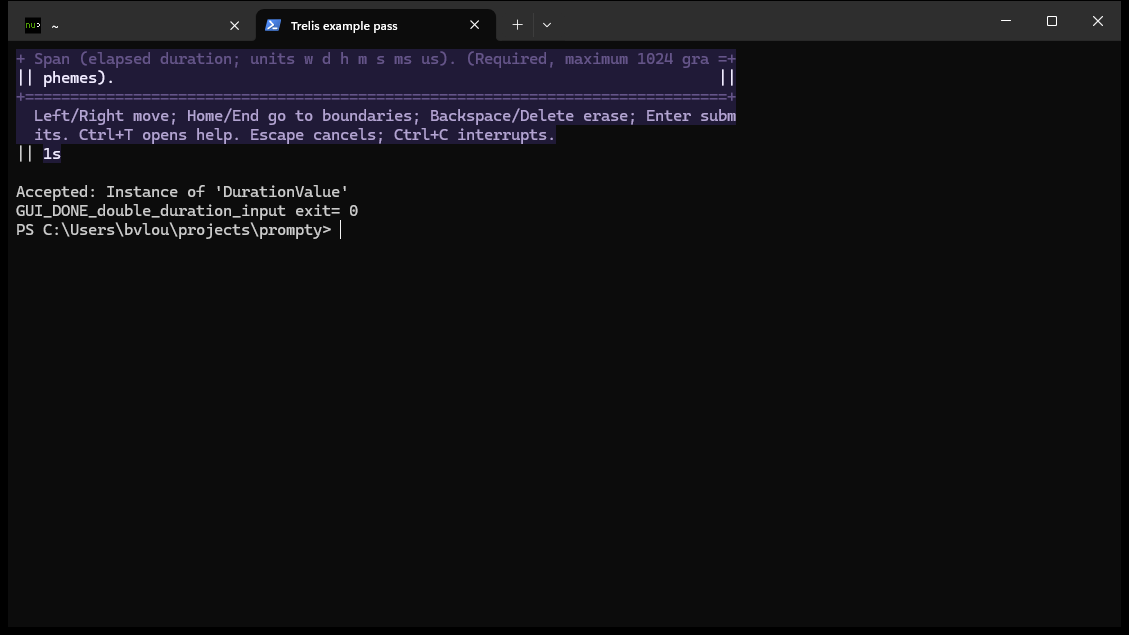 nu> ~
Trelis example pass
+ Span (elapsed duration; units w d h m s ms us). (Required, maximum 1024 gra =+
|| phemes). ||
+==============================================================================+
Left/Right move; Home/End go to boundaries; Backspace/Delete erase; Enter subm
its. Ctrl+T opens help. Escape cancels; Ctrl+C interrupts.
|| 1s
Accepted: Instance of 'DurationValue'
GUI_DONE_double_duration_input exit= 0
PS C:\Users\bvlou\projects\prompty>